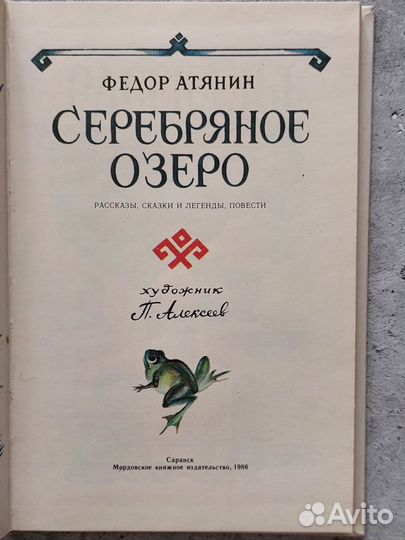 ФЕДОР АТЯНИН
СЕРЕБРЯНОЕ
ОЗЕРО
РАССКАЗЫ, СКАЗКИ И ЛЕГЕНДЫ, ПОВЕСТИ
художник
П. Алексеев
Саранск
Мордовское книжное издательство, 1986
Avito